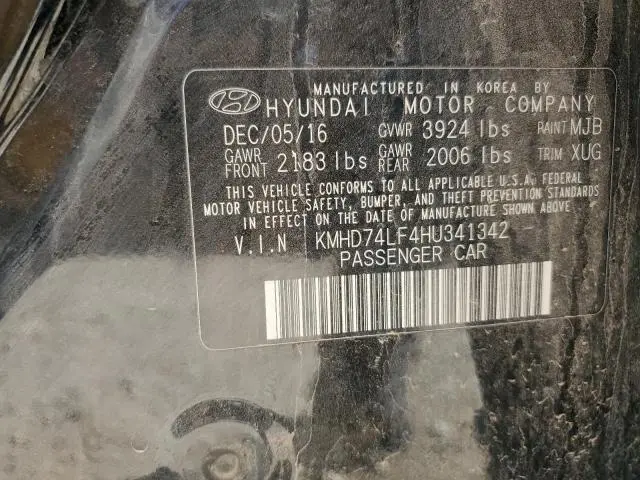 MANUFACTURED IN KOREA BY
HYUNDAI MOTOR COMPANY
DEC/05/16 GVWR 3924 lbs PAINT MJB
GAWR FRONT 2183 lbs GAWR REAR 2006 lbs TRIM XUG
THIS VEHICLE CONFORMS TO ALL APPLICABLE U.S.A. FEDERAL
MOTOR VEHICLE SAFETY, BUMPER, AND THEFT PREVENTION STANDARDS
IN EFFECT ON THE DATE OF MANUFACTURE SHOWN ABOVE.
V.I.N KMHD74LF4HU341342
PASSENGER CAR